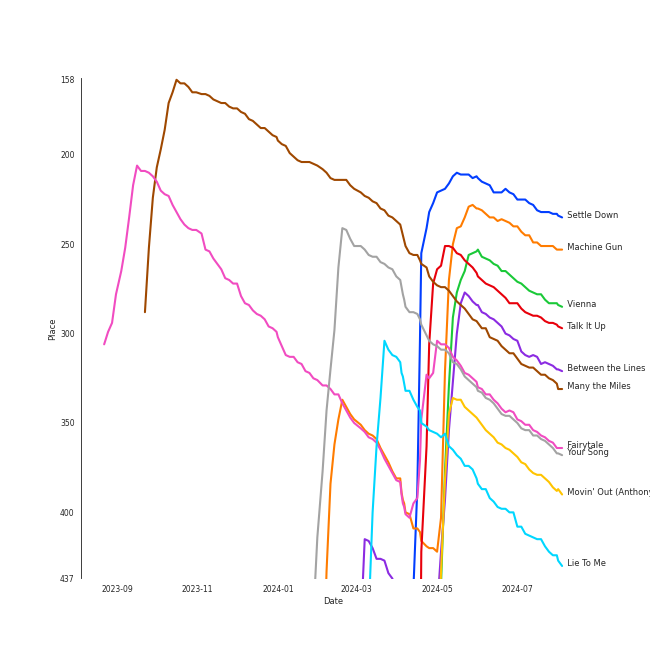 158
200
250
300
350
400
437
Place
2023-09
2023-11
2024-01
2024-03
2024-05
2024-07
Date
Settle Down
Machine Gun
Vienna
Talk It Up
Between the Lines
Many the Miles
Fairytale
Your Song
Movin' Out (Anthony
Lie To Me